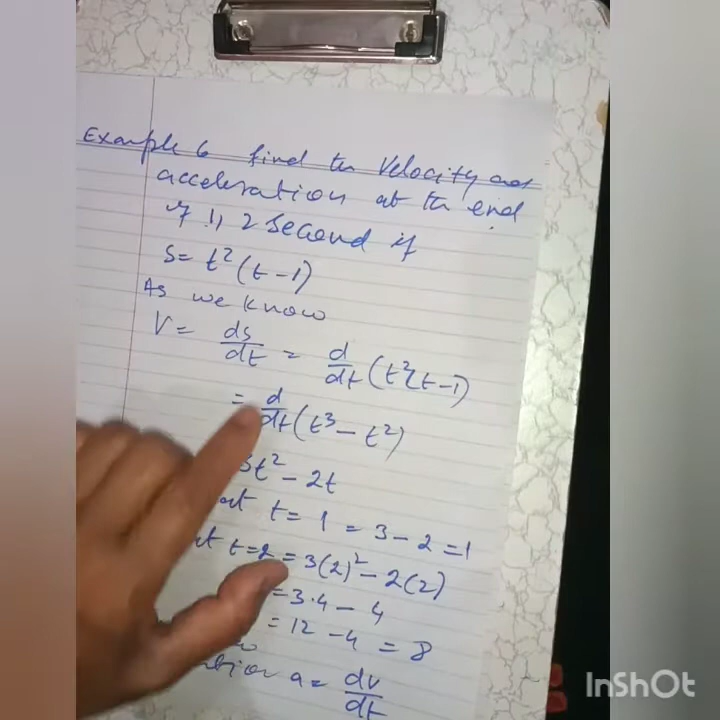 Example 6 find the Velocity and
acceleration at the end
of 1, 2 second if
S = t²(t-1)
As we know
V = ds/dt = d/dt (t²(t-1)
= d/dt (t³ - t²)
3t² - 2t
at t = 1 = 3 - 2 = 1
at t=2 = 3(2)² - 2(2)
= 3·4 - 4
= 12 - 4 = 8
a = dv/dt
InShOt